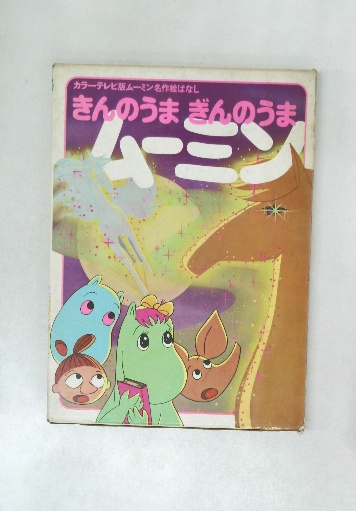 カラーテレビ版ムーミン名作絵ばなし
きんのうま ぎんのうま
ムーミン